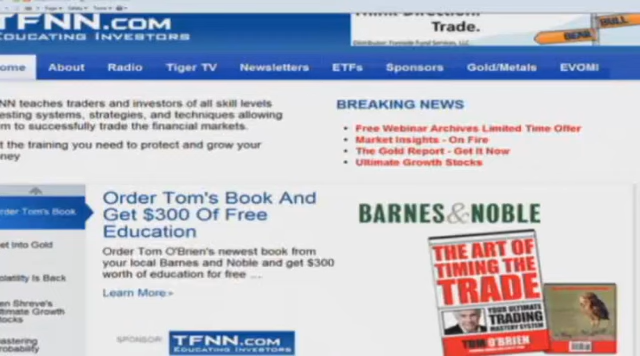 TFNN.COM
EDUCATING INVESTORS
Think Direction.
Trade.
BEAR
BULL
Home About Radio Tiger TV Newsletters ETFs Sponsors Gold/Metals EVOMI
NN teaches traders and investors of all skill levels
esting systems, strategies, and techniques allowing
m to successfully trade the financial markets.
t the training you need to protect and grow your
ney
BREAKING NEWS
Free Webinar Archives Limited Time Offer
Market Insights - On Fire
The Gold Report - Get It Now
Ultimate Growth Stocks
rder Tom's Book
et Into Gold
olatility Is Back
en Shreve's
ltimate Growth
tocks
astering
robability
Order Tom's Book And
Get $300 Of Free
Education
Order Tom O'Brien's newest book from
your local Barnes and Noble and get $300
worth of education for free ...
Learn More
SPONSOR:
TFNN.COM
EDUCATING INVESTORS
BARNES&NOBLE
THE ART OF
TIMING THE
TRADE
YOUR ULTIMATE
TRADING
MASTERY SYSTEM
TOM O'BRIEN